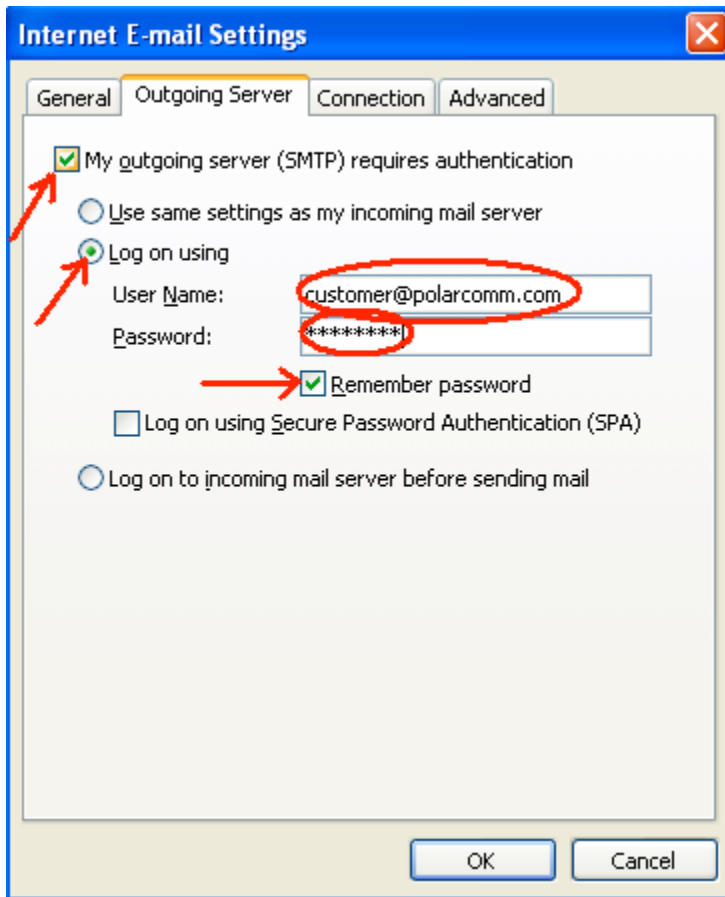 Internet E-mail Settings
General Outgoing Server Connection Advanced
My outgoing server (SMTP) requires authentication
Use same settings as my incoming mail server
Log on using
User Name: customer@polarcomm.com
Password: ********
Remember password
Log on using Secure Password Authentication (SPA)
Log on to incoming mail server before sending mail
OK Cancel